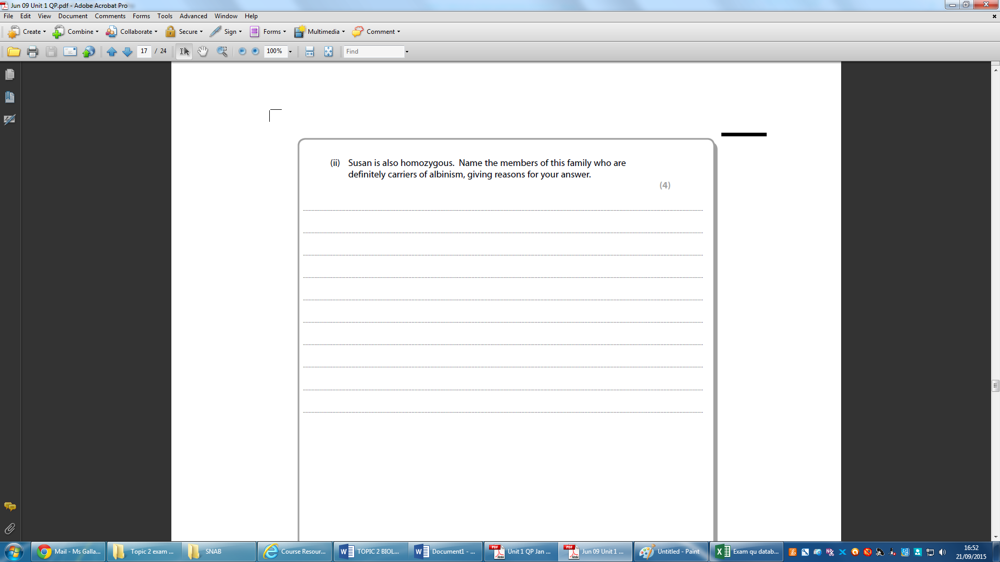 Jun 09 Unit 1 QP.pdf - Adobe Acrobat Pro
File Edit View Document Comments Forms Tools Advanced Window Help
Create Combine Collaborate Secure Sign Forms Multimedia Comment
17 / 24 100% Find
(ii) Susan is also homozygous. Name the members of this family who are
definitely carriers of albinism, giving reasons for your answer.
(4)
Mail - Ms Galla... Topic 2 exam ... SNAB Course Resour... TOPIC 2 BIOL... Document1 - ... Unit 1 QP Jan ... Jun 09 Unit 1 ... Untitled - Paint Exam qu datab... 16:52
21/09/2015